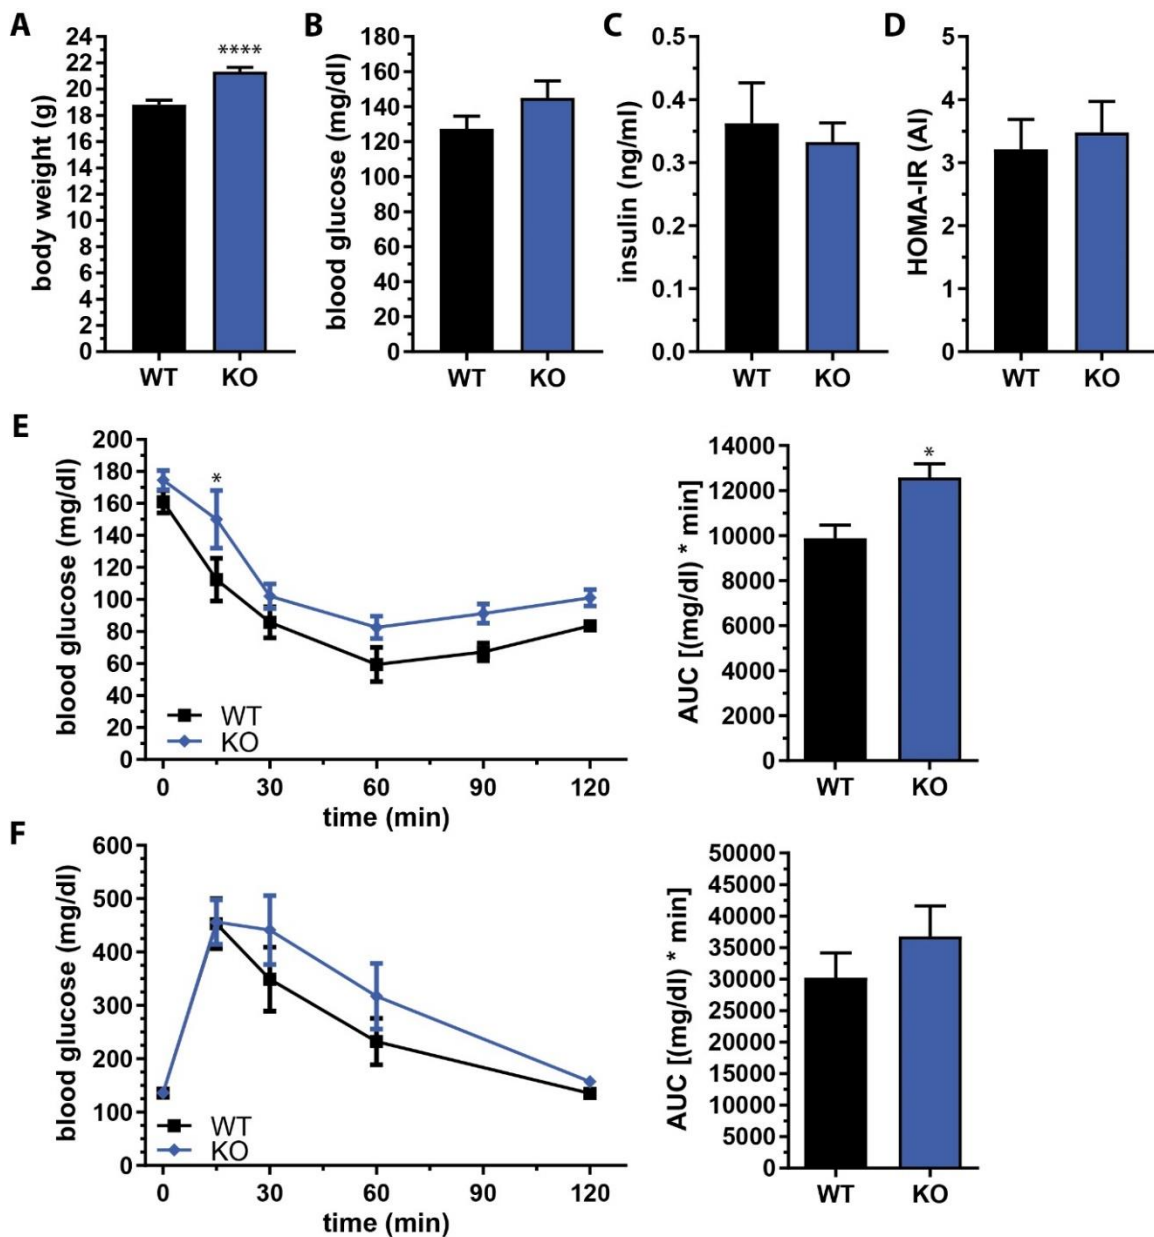 A
body weight (g)
24
22
20
18
16
14
12
10
8
6
4
2
0
****
WT KO
B
blood glucose (mg/dl)
180
160
140
120
100
80
60
40
20
0
WT KO
C
insulin (ng/ml)
0.5
0.4
0.3
0.2
0.1
0.0
WT KO
D
HOMA-IR (AI)
5
4
3
2
1
0
WT KO
E
blood glucose (mg/dl)
200
180
160
140
120
100
80
60
40
20
0
*
WT
KO
0 30 60 90 120
time (min)
AUC [(mg/dl) * min]
14000
12000
10000
8000
6000
4000
2000
0
*
WT KO
F
blood glucose (mg/dl)
600
500
400
300
200
100
0
WT
KO
0 30 60 90 120
time (min)
AUC [(mg/dl) * min]
50000
45000
40000
35000
30000
25000
20000
15000
10000
5000
0
WT KO